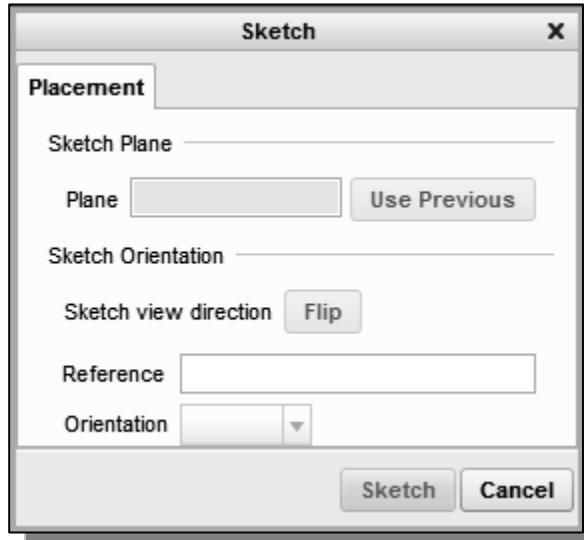 Sketch X
Placement
Sketch Plane
Plane Use Previous
Sketch Orientation
Sketch view direction Flip
Reference
Orientation
Sketch Cancel